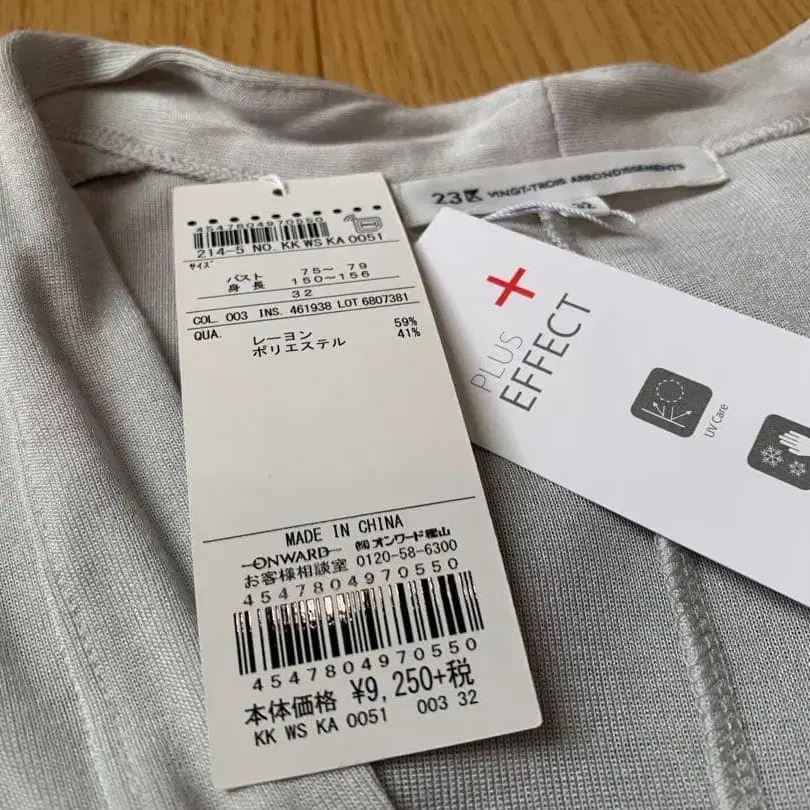 4547804970550
214-5 NO. KK WS KA 0051
サイズ
バスト 75〜 79
身長 150〜156
32
COL. 003 INS. 461938 LOT 6807381
QUA. レーヨン 59%
ポリエステル 41%
MADE IN CHINA
ONWARD ㈱オンワード樫山
お客様相談室 0120-58-6300
4547804970550
4547804970550
本体価格 ¥9,250+税
KK WS KA 0051 003 32
23区 VINGT-TROIS ARRONDISSEMENTS
32
PLUS
EFFECT
UV Care